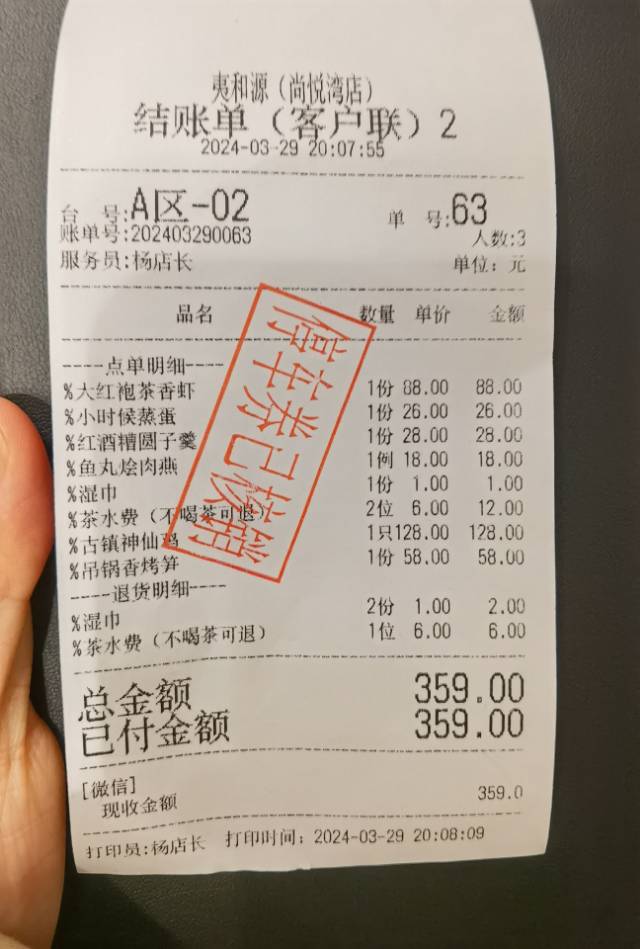 夷和源（尚悦湾店）
结账单（客户联）2
2024-03-29 20:07:55
台 号:A区-02 单 号:63
账单号:202403290063 人数:3
服务员:杨店长 单位: 元
品名 数量 单价 金额
----点单明细----
%大红袍茶香虾 1份 88.00 88.00
%小时候蒸蛋 1份 26.00 26.00
%红酒糟圆子羹 1份 28.00 28.00
%鱼丸烩肉燕 1例 18.00 18.00
%湿巾 1份 1.00 1.00
%茶水费（不喝茶可退） 2位 6.00 12.00
%古镇神仙鸡 1只128.00 128.00
%吊锅香烤笋 1份 58.00 58.00
-----退货明细----
%湿巾 2份 1.00 2.00
%茶水费（不喝茶可退） 1位 6.00 6.00
总金额 359.00
已付金额 359.00
[微信]
现收金额 359.0
打印员:杨店长 打印时间: 2024-03-29 20:08:09
停车券已核销